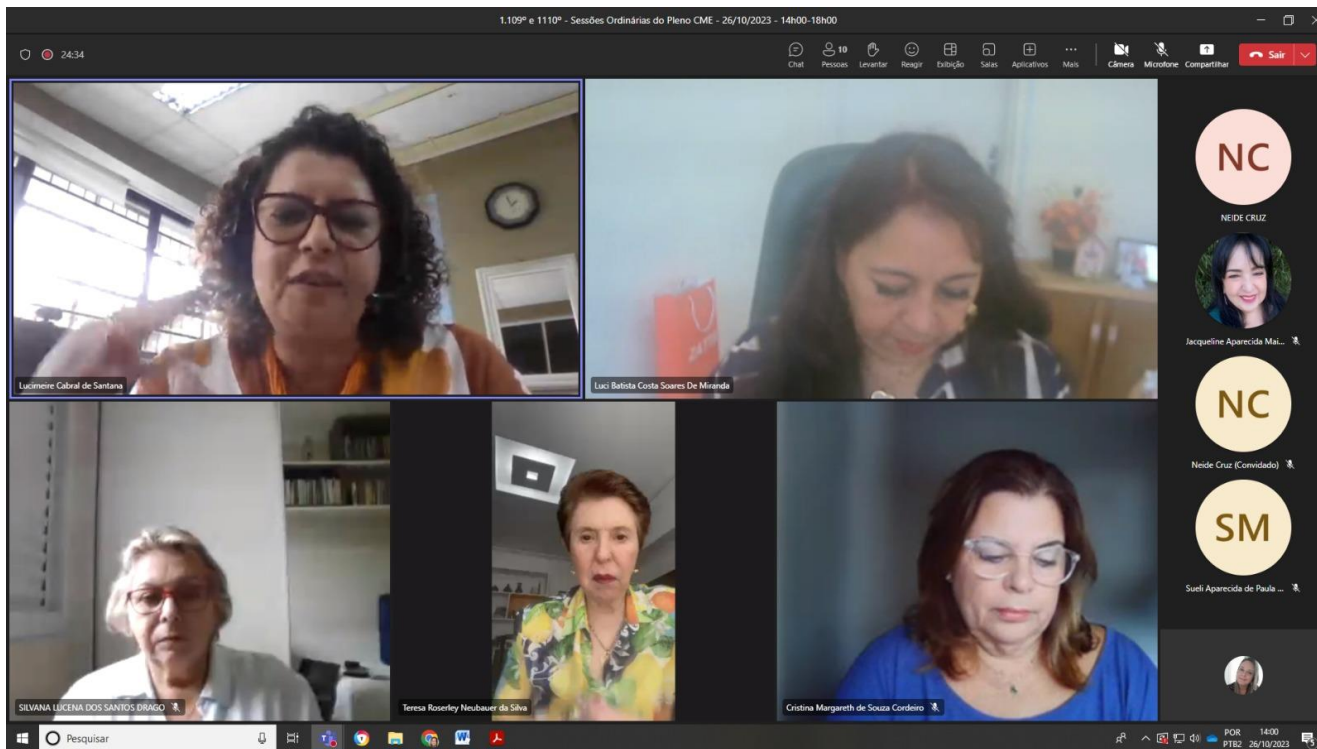 1.109º e 1110º - Sessões Ordinárias do Pleno CME - 26/10/2023 - 14h00-18h00
24:34
10
Chat Pessoas Levantar Reagir Exibição Salas Aplicativos Mais Câmera Microfone Compartilhar Sair
Lucimeire Cabral de Santana
Luci Batista Costa Soares De Miranda
NC
NEIDE CRUZ
Jacqueline Aparecida Mai...
NC
Neide Cruz (Convidado)
SM
Sueli Aparecida de Paula ...
SILVANA LUCENA DOS SANTOS DRAGO
Teresa Roserley Neubauer da Silva
Cristina Margareth de Souza Cordeiro
Pesquisar
POR 14:00
PTB2 26/10/2023